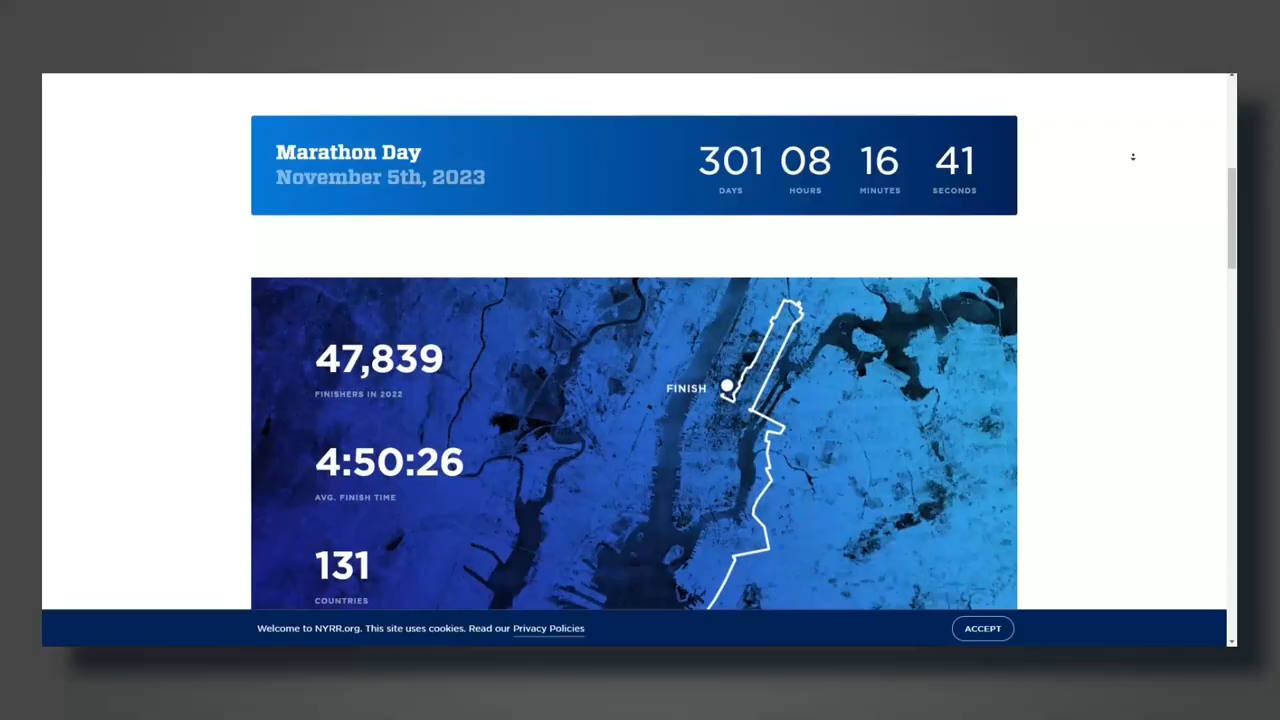 Marathon Day
November 5th, 2023
301 08 16 41
DAYS HOURS MINUTES SECONDS
47,839
FINISHERS IN 2022
FINISH
4:50:26
AVG. FINISH TIME
131
COUNTRIES
Welcome to NYRR.org. This site uses cookies. Read our Privacy Policies
ACCEPT